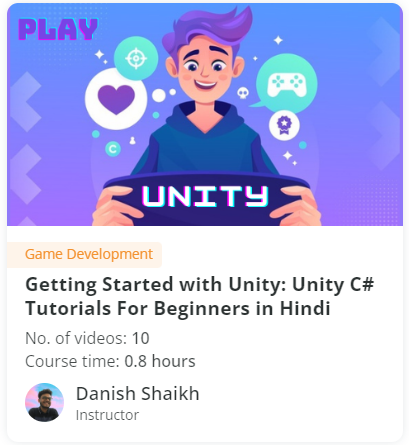 PLAY
C
UNITY
Game Development
Getting Started with Unity: Unity C#
Tutorials For Beginners in Hindi
No. of videos: 10
Course time: 0.8 hours
Danish Shaikh
Instructor